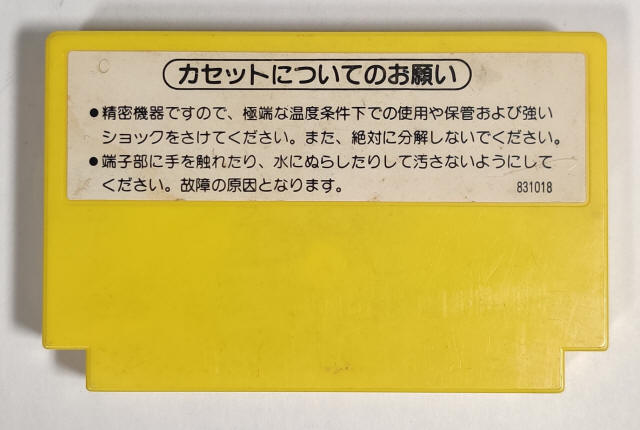 カセットについてのお願い
●精密機器ですので、極端な温度条件下での使用や保管および強い
ショックをさけてください。また、絶対に分解しないでください。
●端子部に手を触れたり、水にぬらしたりして汚さないようにして
ください。故障の原因となります。
831018